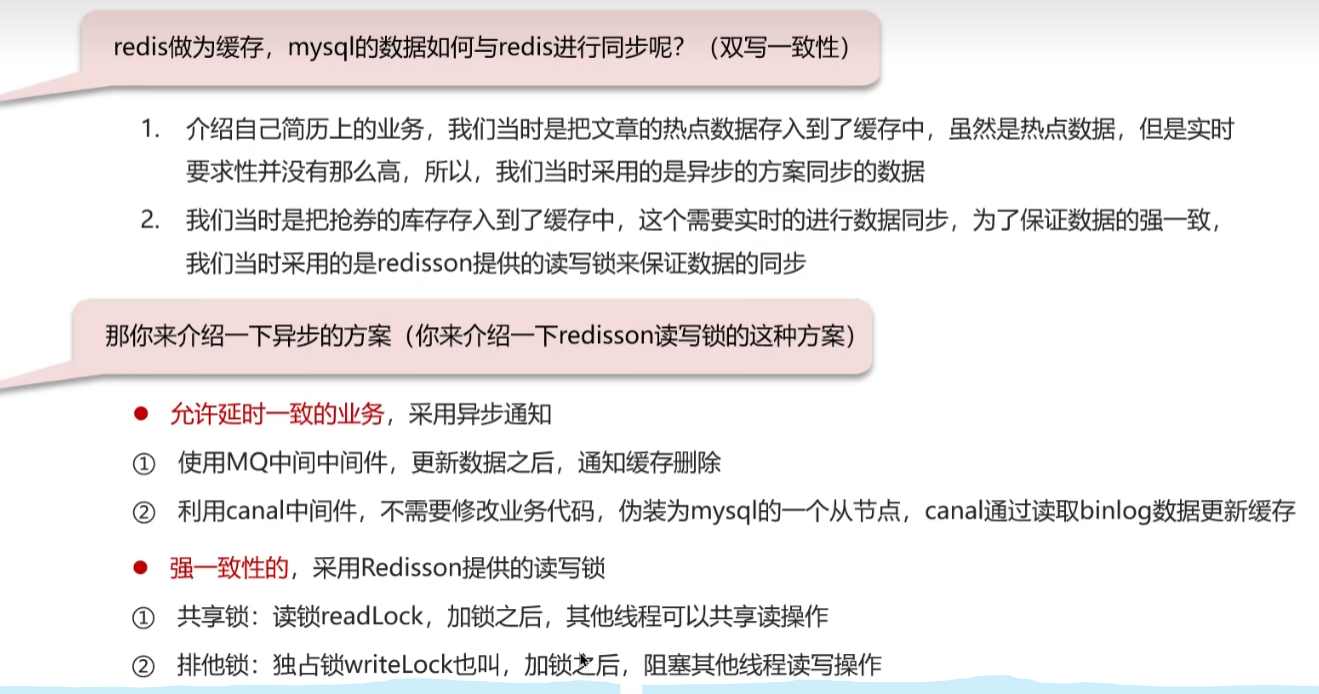 redis做为缓存，mysql的数据如何与redis进行同步呢？（双写一致性）
1. 介绍自己简历上的业务，我们当时是把文章的热点数据存入到了缓存中，虽然是热点数据，但是实时
要求性并没有那么高，所以，我们当时采用的是异步的方案同步的数据
2. 我们当时是把抢券的库存存入到了缓存中，这个需要实时的进行数据同步，为了保证数据的强一致，
我们当时采用的是redisson提供的读写锁来保证数据的同步
那你来介绍一下异步的方案（你来介绍一下redisson读写锁的这种方案）
● 允许延时一致的业务，采用异步通知
① 使用MQ中间中间件，更新数据之后，通知缓存删除
② 利用canal中间件，不需要修改业务代码，伪装为mysql的一个从节点，canal通过读取binlog数据更新缓存
● 强一致性的，采用Redisson提供的读写锁
① 共享锁：读锁readLock，加锁之后，其他线程可以共享读操作
② 排他锁：独占锁writeLock也叫，加锁之后，阻塞其他线程读写操作